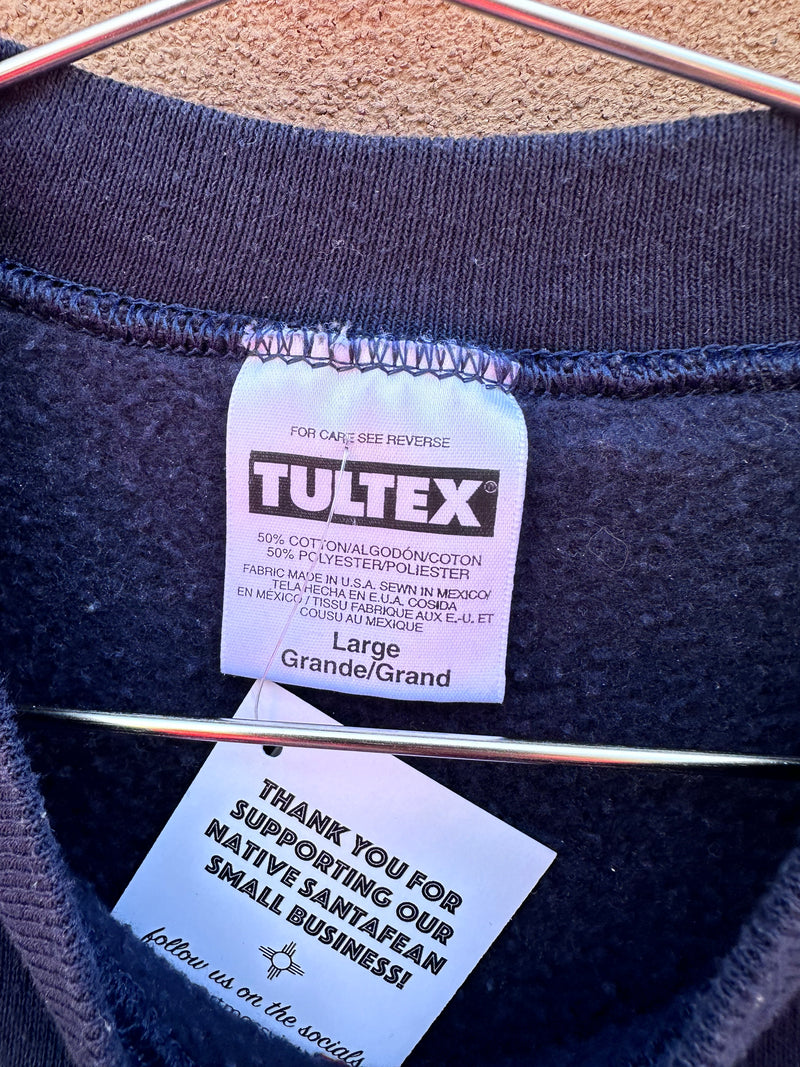 FOR CARE SEE REVERSE
TULTEX®
50% COTTON/ALGODÓN/COTON
50% POLYESTER/POLIESTER
FABRIC MADE IN U.S.A. SEWN IN MEXICO/
TELA HECHA EN E.U.A. COSIDA
EN MÉXICO/TISSU FABRIQUE AUX E.-U. ET
COUSU AU MEXIQUE
Large
Grande/Grand
THANK YOU FOR
SUPPORTING OUR
NATIVE SANTAFEAN
SMALL BUSINESS!
follow us on the socials